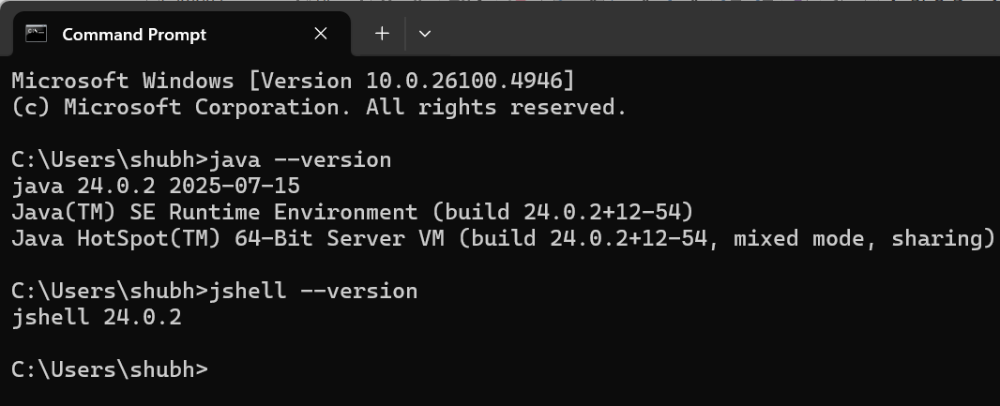 Command Prompt
Microsoft Windows [Version 10.0.26100.4946]
(c) Microsoft Corporation. All rights reserved.
C:\Users\shubh>java --version
java 24.0.2 2025-07-15
Java(TM) SE Runtime Environment (build 24.0.2+12-54)
Java HotSpot(TM) 64-Bit Server VM (build 24.0.2+12-54, mixed mode, sharing)
C:\Users\shubh>jshell --version
jshell 24.0.2
C:\Users\shubh>